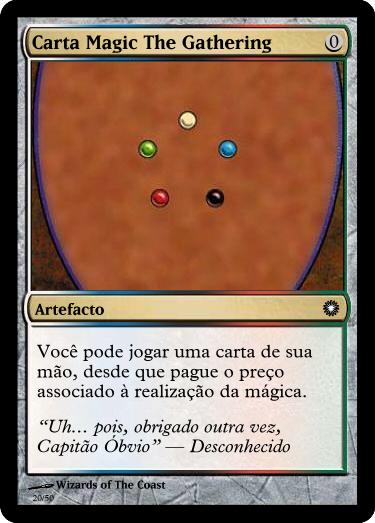 Carta Magic The Gathering 0
Artefacto
Você pode jogar uma carta de sua
mão, desde que pague o preço
associado à realização da mágica.
“Uh... pois, obrigado outra vez,
Capitão Óbvio” — Desconhecido
Wizards of The Coast
20/50